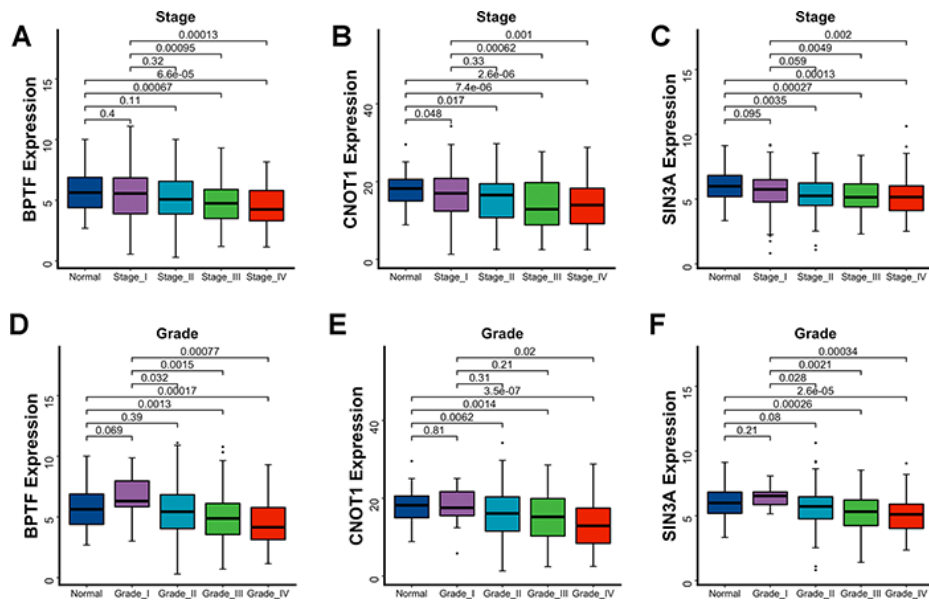 Stage
A
0.00013
0.00095
0.32
6.6e-05
0.00067
0.11
0.4
BPTF Expression
15
10
5
0
Normal Stage_I Stage_II Stage_III Stage_IV
Stage
B
0.001
0.00062
0.33
2.6e-06
7.4e-06
0.017
0.048
CNOT1 Expression
40
20
0
Normal Stage_I Stage_II Stage_III Stage_IV
Stage
C
0.002
0.0049
0.059
0.00013
0.00027
0.0035
0.095
SIN3A Expression
15
10
5
0
Normal Stage_I Stage_II Stage_III Stage_IV
Grade
D
0.00077
0.0015
0.032
0.00017
0.0013
0.39
0.069
BPTF Expression
15
10
5
0
Normal Grade_I Grade_II Grade_III Grade_IV
Grade
E
0.02
0.21
0.31
3.5e-07
0.0014
0.0062
0.81
CNOT1 Expression
40
20
0
Normal Grade_I Grade_II Grade_III Grade_IV
Grade
F
0.00034
0.0021
0.028
2.6e-05
0.00026
0.08
0.21
SIN3A Expression
15
10
5
0
Normal Grade_I Grade_II Grade_III Grade_IV